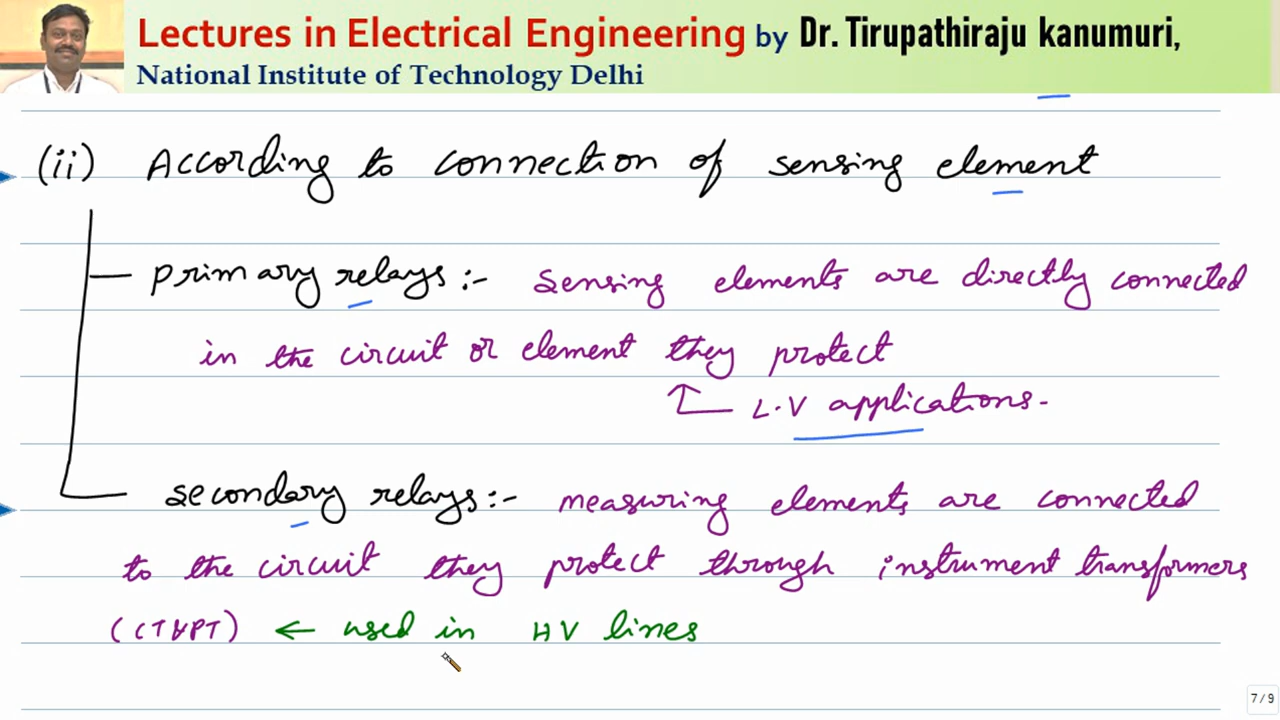 Lectures in Electrical Engineering by Dr. Tirupathiraju kanumuri,
National Institute of Technology Delhi
(ii) According to connection of sensing element
primary relays :- sensing elements are directly connected
in the circuit or element they protect
L.V applications.
secondary relays :- measuring elements are connected
to the circuit they protect through instrument transformers
(CT & PT) ← used in HV lines
7/9